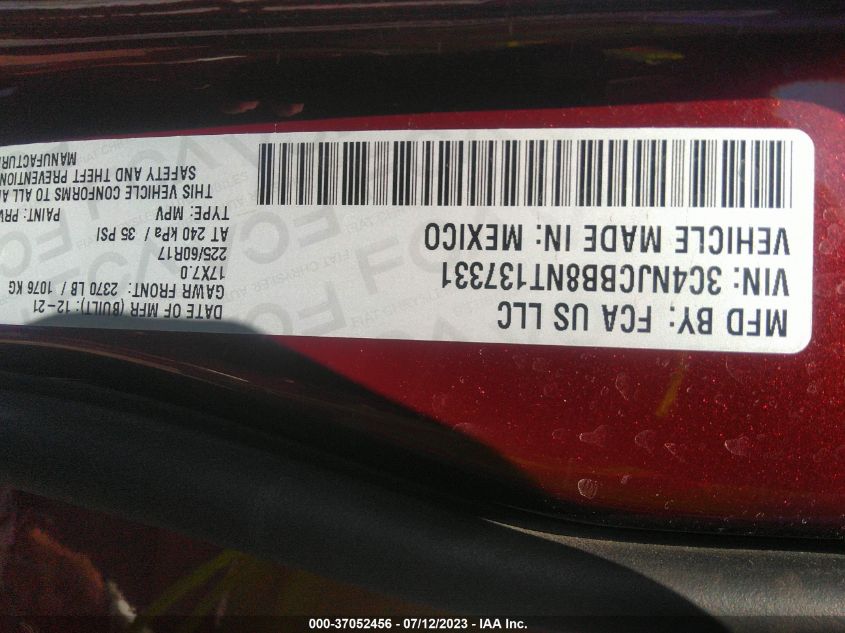 MFD BY: FCA US LLC
VIN: 3C4NJCBB8NT137331
VEHICLE MADE IN: MEXICO
DATE OF MFR (BUILT): 12-21
GAWR FRONT: 2370 LB / 1076 KG
17X7.0
225/60R17
AT 240 kPa / 35 PSI
TYPE: MPV PAINT:
THIS VEHICLE CONFORMS TO ALL
SAFETY AND THEFT PREVENTION
000-37052456 - 07/12/2023 - IAA Inc.